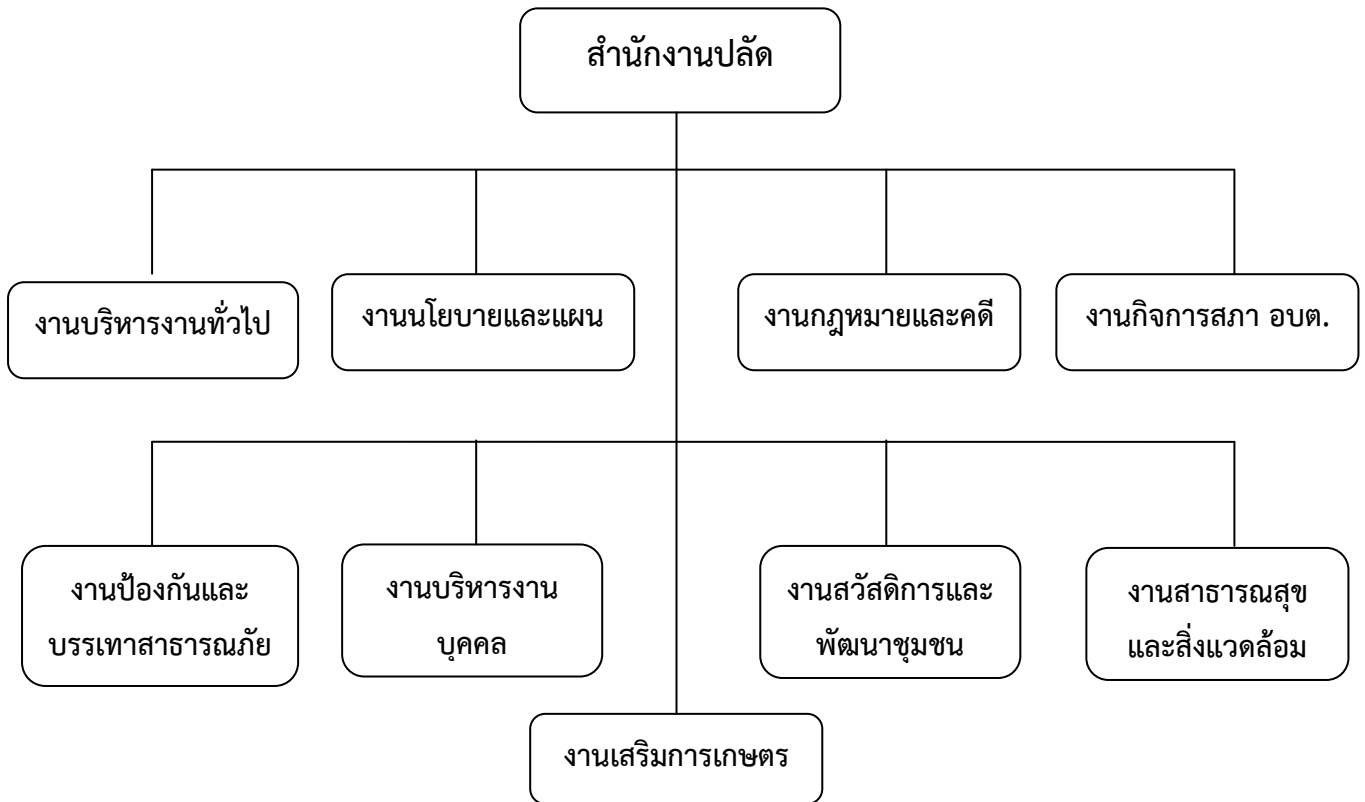 สำนักงานปลัด
งานบริหารงานทั่วไป
งานนโยบายและแผน
งานกฎหมายและคดี
งานกิจการสภา อบต.
งานป้องกันและ
บรรเทาสาธารณภัย
งานบริหารงาน
บุคคล
งานสวัสดิการและ
พัฒนาชุมชน
งานสาธารณสุข
และสิ่งแวดล้อม
งานเสริมการเกษตร